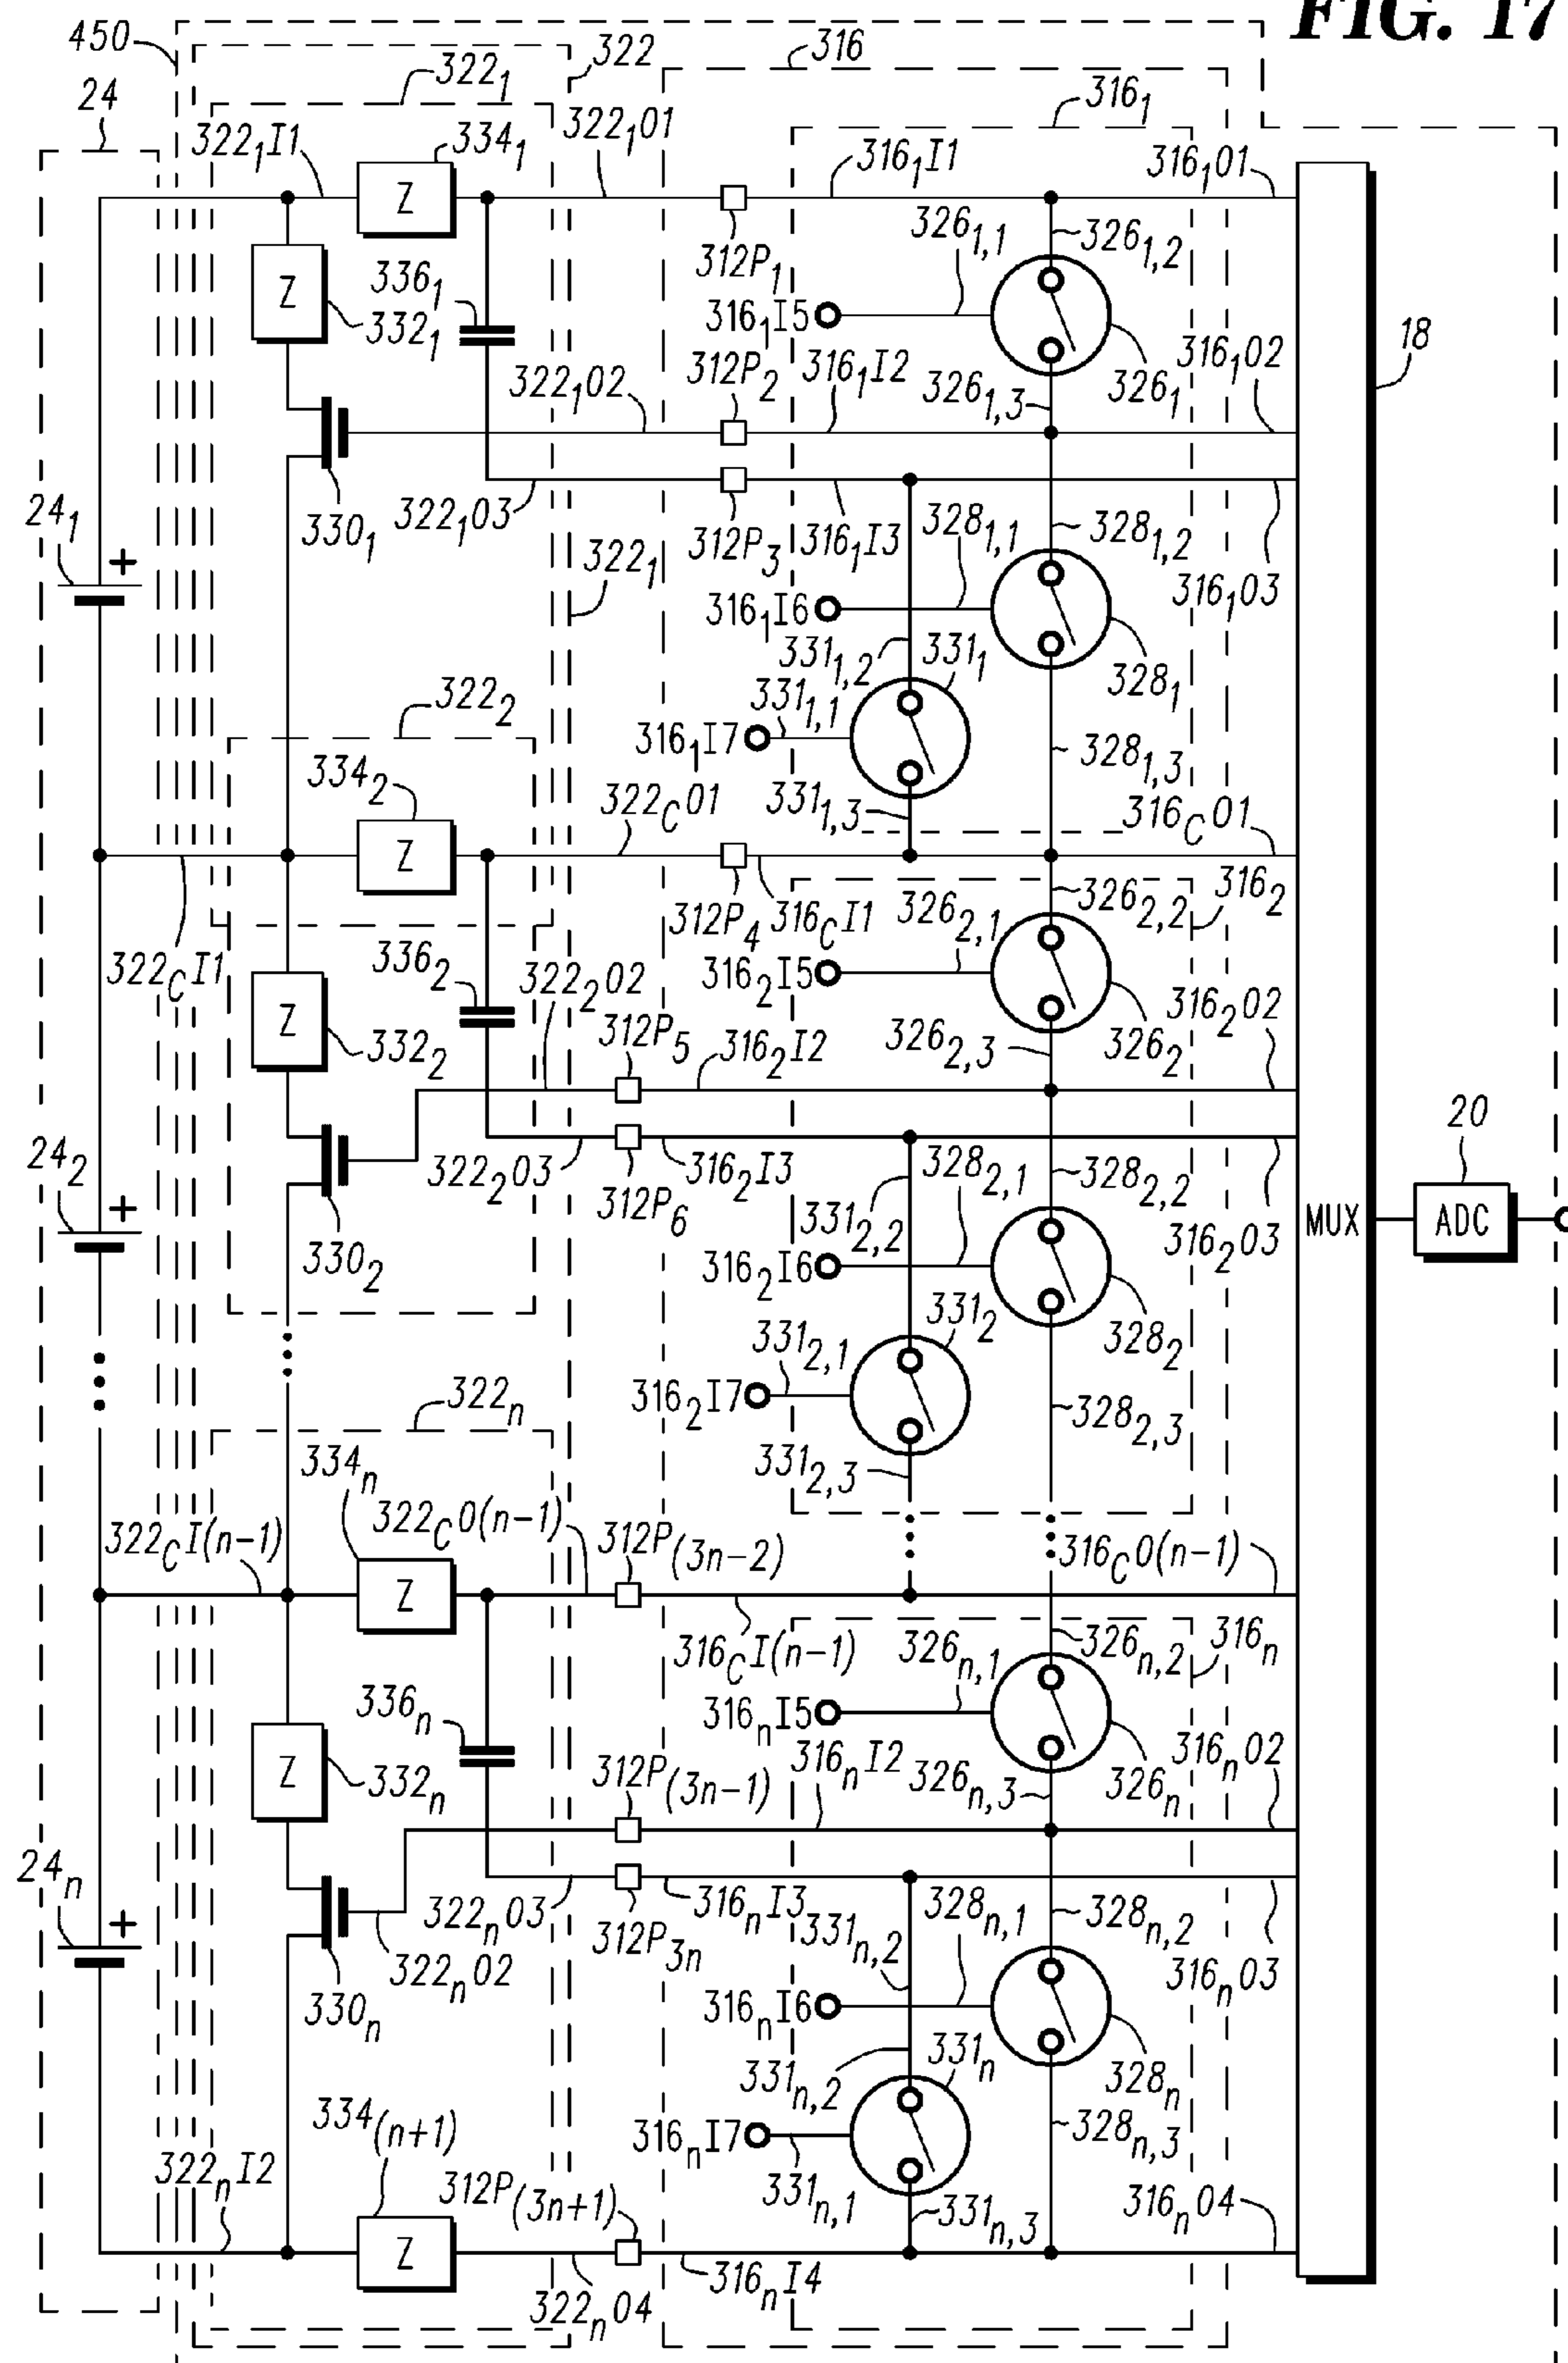 FIG. 17
450
322
316
24
322₁
316₁
322₁I1
334₁
322₁01
316₁I1
316₁01
Z
326₁,₁
326₁,₂
312P₁
336₁
Z
332₁
316₁I5
18
312P₂
316₁I2
316₁02
322₁02
326₁,₃
326₁
24₁
+
330₁
322₁03
312P₃
316₁I3
328₁,₁
328₁,₂
322₁
316₁03
316₁I6
331₁,₂
331₁
328₁
322₂
331₁,₁
316₁I7
328₁,₃
334₂
322C01
331₁,₃
316C01
Z
312P₄
316CI1
326₂,₁
326₂,₂
316₂
322CI1
336₂
322₂02
316₂I5
316₂02
Z
332₂
312P₅
316₂I2
326₂,₃
326₂
20
24₂
+
322₂03
316₂I3
328₂,₁
328₂,₂
312P₆
331₂,₂
316₂03
MUX
ADC
330₂
316₂I6
331₂
328₂
331₂,₁
322n
316₂I7
328₂,₃
334n
331₂,₃
322CI(n-1)
322C0(n-1)
312P(3n-2)
316C0(n-1)
Z
316CI(n-1)
326n,₁
326n,₂
316n
336n
316nI5
Z
332n
312P(3n-1)
316nI2
326n,₃
326n
316n02
24n
+
322n03
316nI3
328n,₁
328n,₂
312P3n
331n,₂
322n02
316n03
330n
316nI6
331n
331n,₂
328n
334(n+1)
316nI7
328n,₃
322nI2
312P(3n+1)
331n,₁
331n,₃
316n04
Z
316nI4
322n04